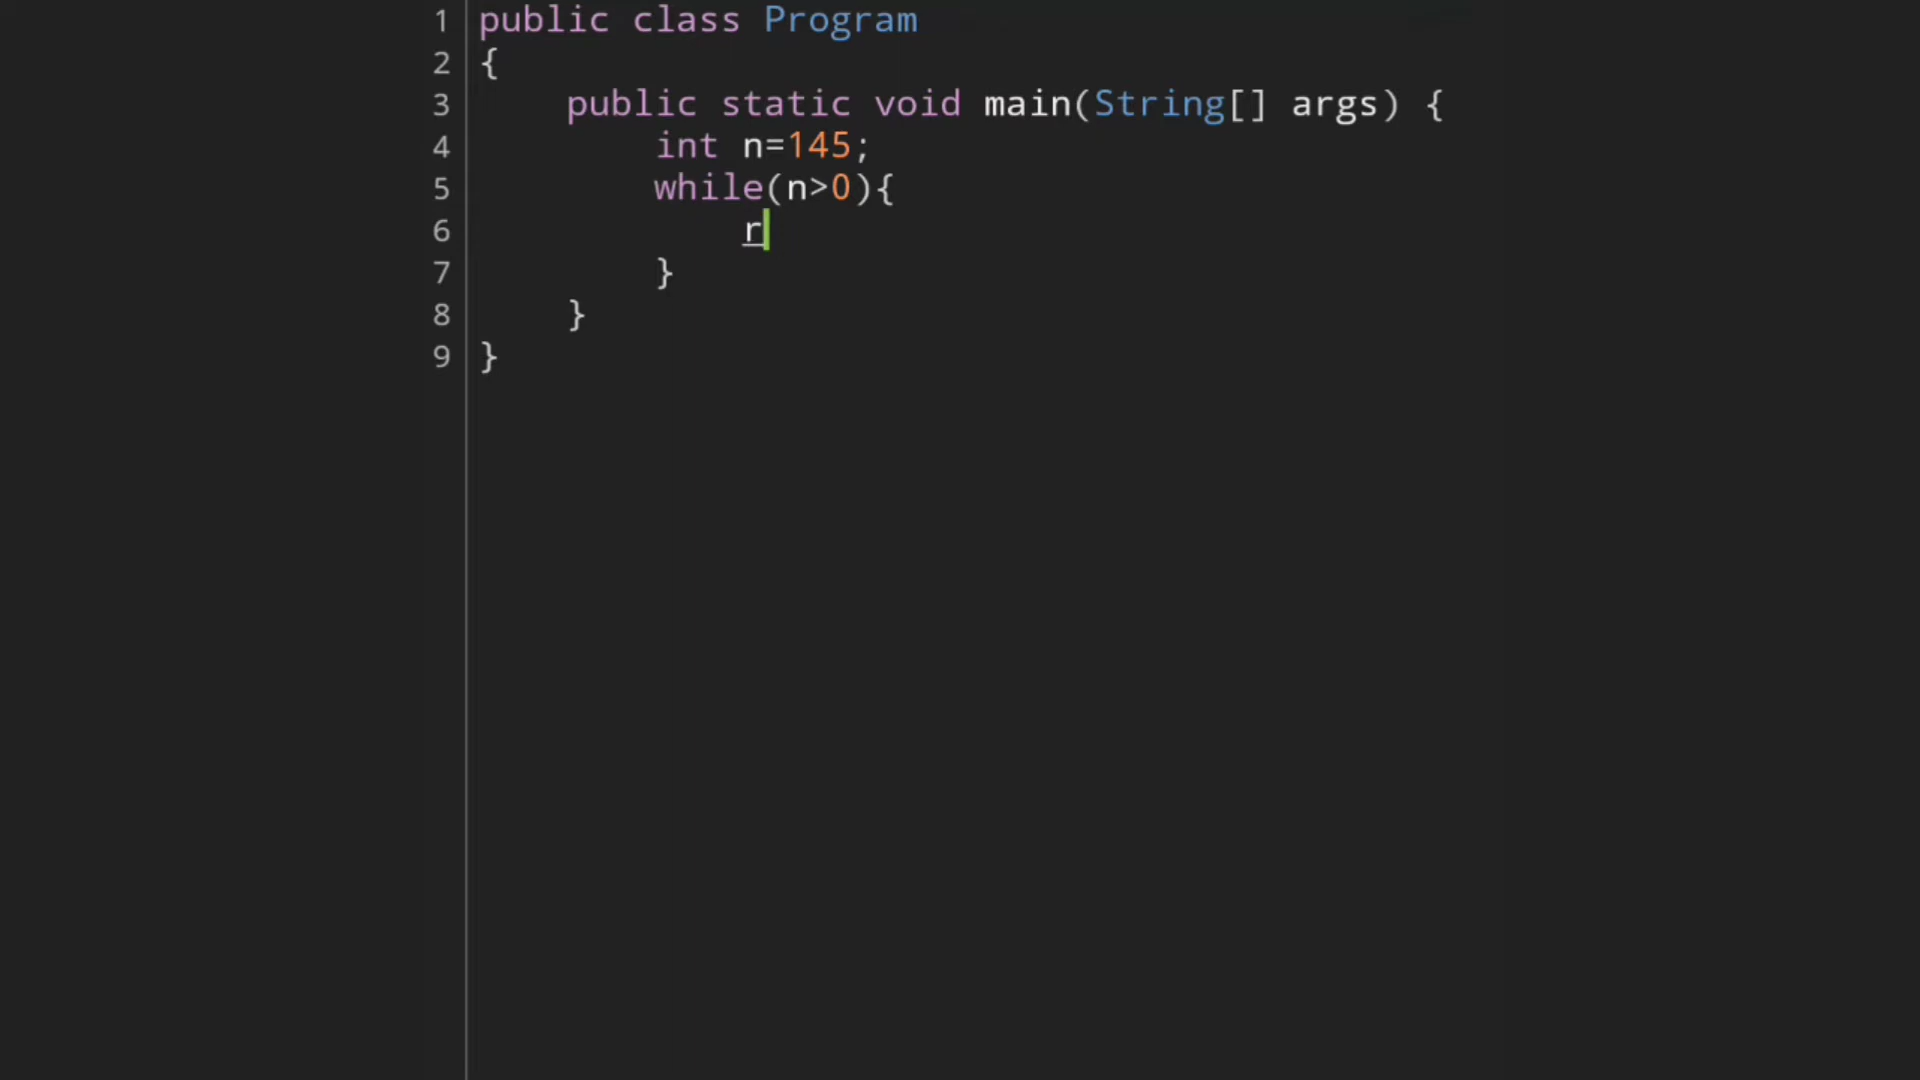 1 public class Program
2 {
3 public static void main(String[] args) {
4 int n=145;
5 while(n>0){
6 r
7 }
8 }
9 }